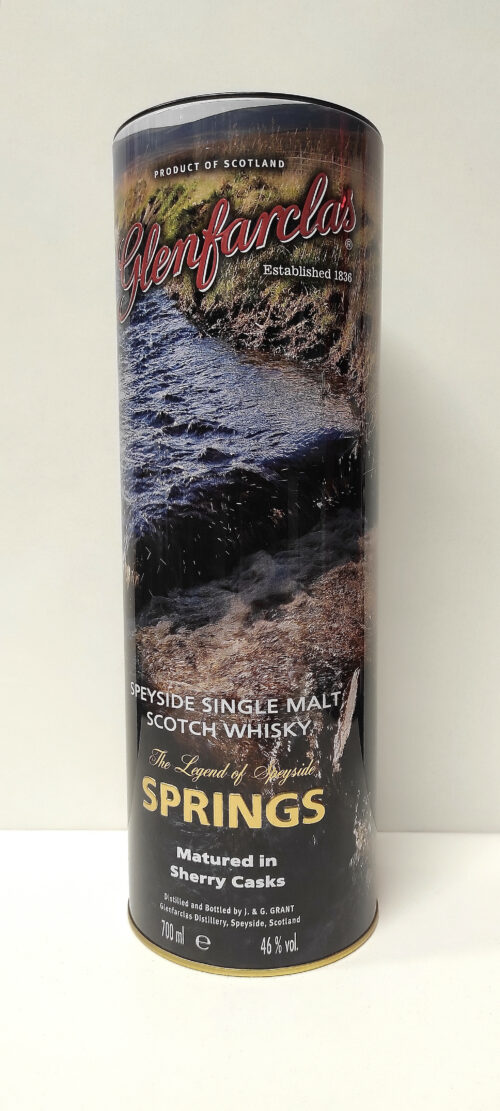 PRODUCT OF SCOTLAND
Glenfarclas
®
Established 1836
SPEYSIDE SINGLE MALT
SCOTCH WHISKY
The Legend of Speyside
SPRINGS
Matured in
Sherry Casks
Distilled and Bottled by J. & G. GRANT
Glenfarclas Distillery, Speyside, Scotland
700 ml ℮ 46 % vol.